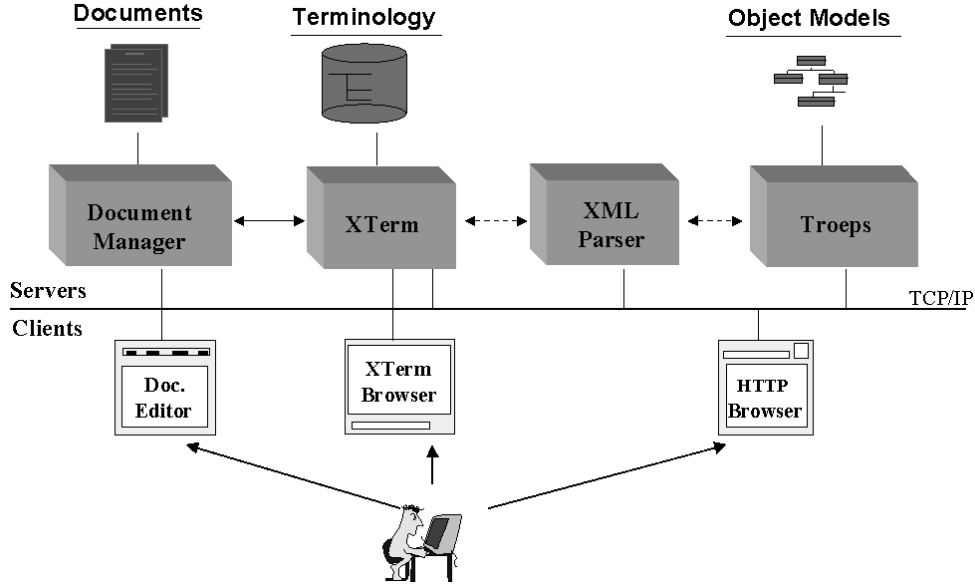 Documents
Terminology
Object Models
Document
Manager
XTerm
XML
Parser
Troeps
Servers
TCP/IP
Clients
Doc.
Editor
XTerm
Browser
HTTP
Browser